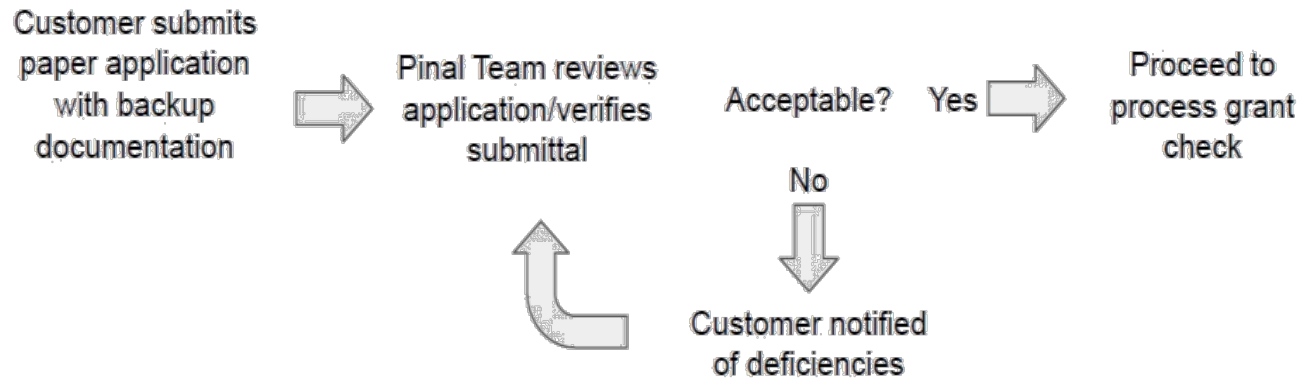 Customer submits
paper application
with backup
documentation
Pinal Team reviews
application/verifies
submittal
Acceptable?
Yes
Proceed to
process grant
check
No
Customer notified
of deficiencies